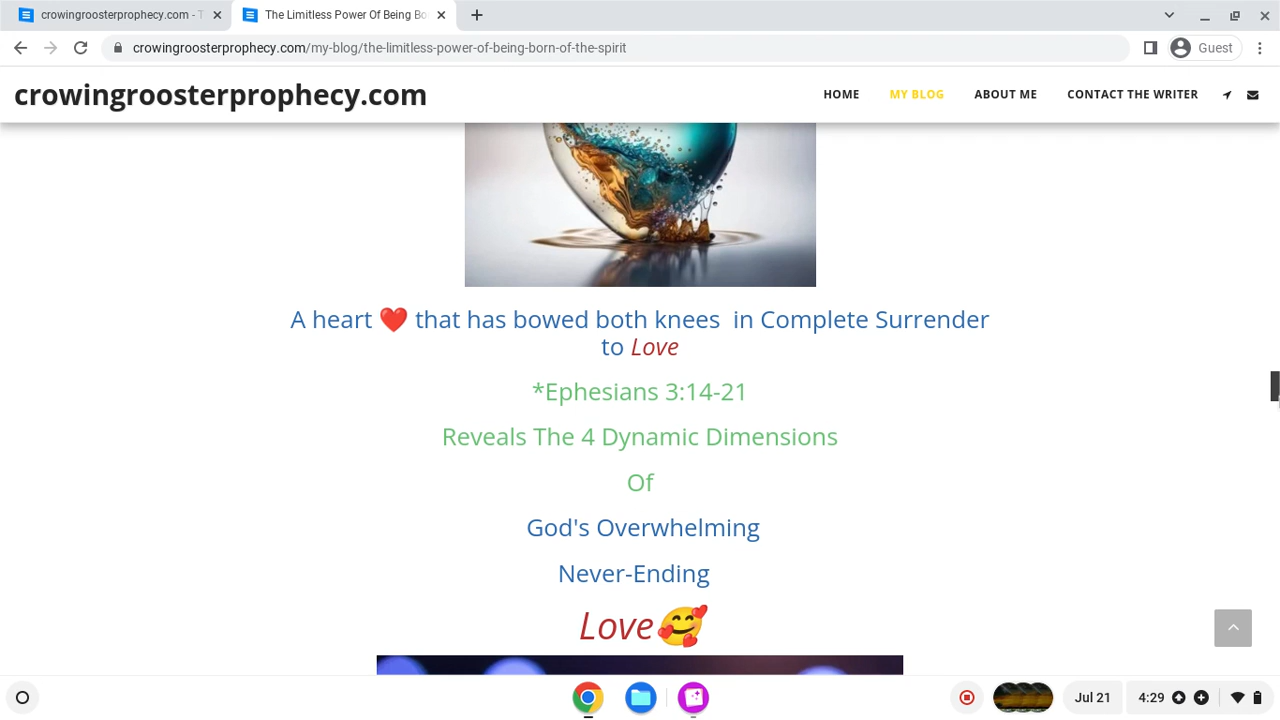 crowingroosterprophecy.com - T
The Limitless Power Of Being Bo
crowingroosterprophecy.com/my-blog/the-limitless-power-of-being-born-of-the-spirit
Guest
crowingroosterprophecy.com
HOME
MY BLOG
ABOUT ME
CONTACT THE WRITER
A heart ❤️ that has bowed both knees  in Complete Surrender
to Love
*Ephesians 3:14-21
Reveals The 4 Dynamic Dimensions
Of
God's Overwhelming
Never-Ending
Love🥰
Jul 21
4:29